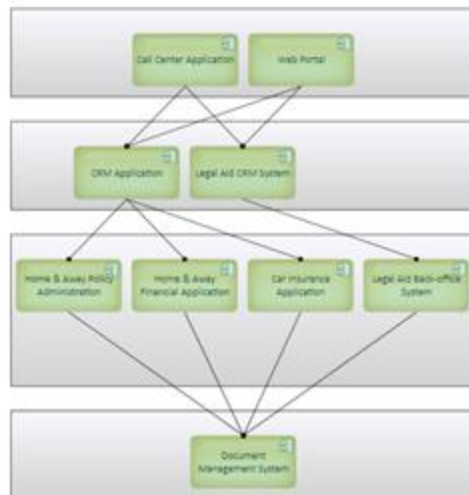 Call Center Application
Web Portal
CRM Application
Legal Aid CRM System
Home & Away Policy
Administration
Home & Away
Financial Application
Car Insurance
Application
Legal Aid Back-office
System
Document
Management System